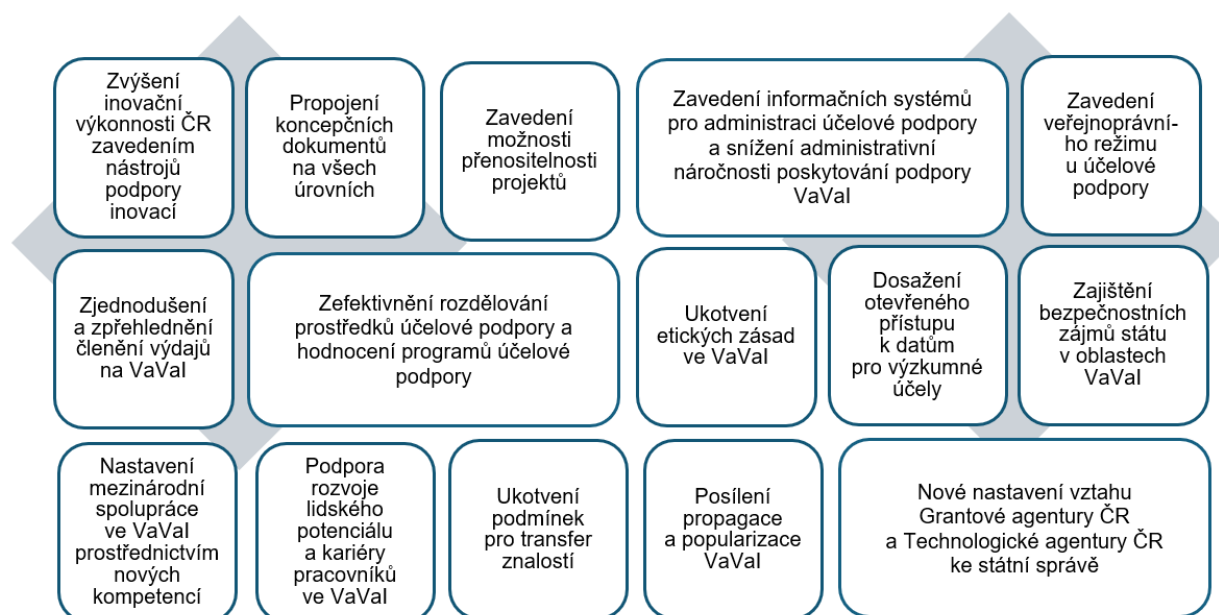 Zvýšení
inovační
výkonnosti ČR
zavedením
nástrojů
podpory
inovací
Propojení
koncepčních
dokumentů
na všech
úrovních
Zavedení
možnosti
přenositelnosti
projektů
Zavedení informačních systémů
pro administraci účelové podpory
a snížení administrativní
náročnosti poskytování podpory
VaVaI
Zavedení
veřejnoprávní-
ho režimu
u účelové
podpory
Zjednodušení
a zpřehlednění
členění výdajů
na VaVaI
Zefektivnění rozdělování
prostředků účelové podpory a
hodnocení programů účelové
podpory
Ukotvení
etických zásad
ve VaVaI
Dosažení
otevřeného
přístupu
k datům
pro výzkumné
účely
Zajištění
bezpečnostních
zájmů státu
v oblastech
VaVaI
Nastavení
mezinárodní
spolupráce
ve VaVaI
prostřednictvím
nových
kompetencí
Podpora
rozvoje
lidského
potenciálu
a kariéry
pracovníků
ve VaVaI
Ukotvení
podmínek
pro transfer
znalostí
Posílení
propagace
a popularizace
VaVaI
Nové nastavení vztahu
Grantové agentury ČR
a Technologické agentury ČR
ke státní správě